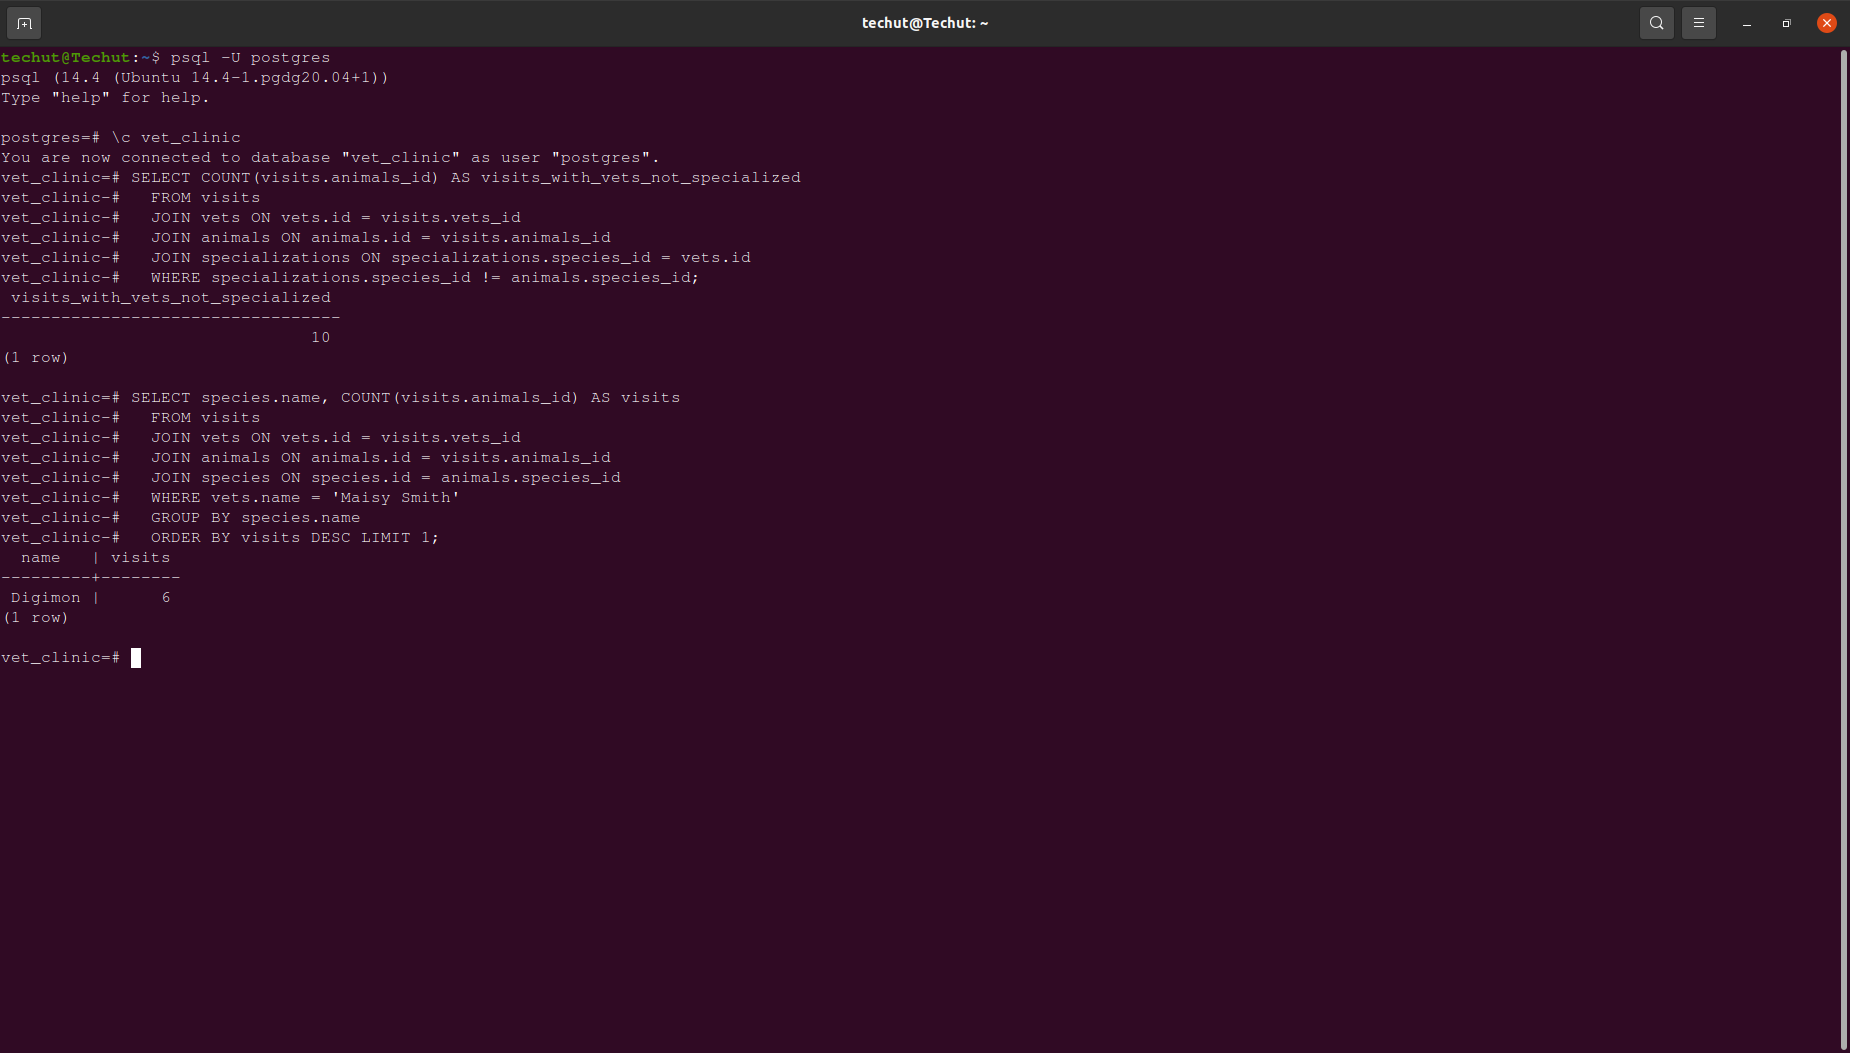 techut@Techut: ~
techut@Techut:~$ psql -U postgres
psql (14.4 (Ubuntu 14.4-1.pgdg20.04+1))
Type "help" for help.
postgres=# \c vet_clinic
You are now connected to database "vet_clinic" as user "postgres".
vet_clinic=# SELECT COUNT(visits.animals_id) AS visits_with_vets_not_specialized
vet_clinic-#   FROM visits
vet_clinic-#   JOIN vets ON vets.id = visits.vets_id
vet_clinic-#   JOIN animals ON animals.id = visits.animals_id
vet_clinic-#   JOIN specializations ON specializations.species_id = vets.id
vet_clinic-#   WHERE specializations.species_id != animals.species_id;
 visits_with_vets_not_specialized
----------------------------------
                               10
(1 row)
vet_clinic=# SELECT species.name, COUNT(visits.animals_id) AS visits
vet_clinic-#   FROM visits
vet_clinic-#   JOIN vets ON vets.id = visits.vets_id
vet_clinic-#   JOIN animals ON animals.id = visits.animals_id
vet_clinic-#   JOIN species ON species.id = animals.species_id
vet_clinic-#   WHERE vets.name = 'Maisy Smith'
vet_clinic-#   GROUP BY species.name
vet_clinic-#   ORDER BY visits DESC LIMIT 1;
  name   | visits
---------+--------
 Digimon |      6
(1 row)
vet_clinic=#